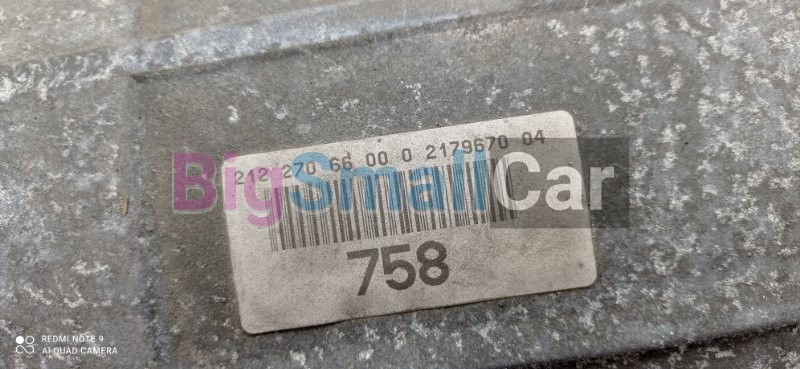 212 270 66 00 0 2179670 04
BigSmallCar
758
REDMI NOTE 9
AI QUAD CAMERA